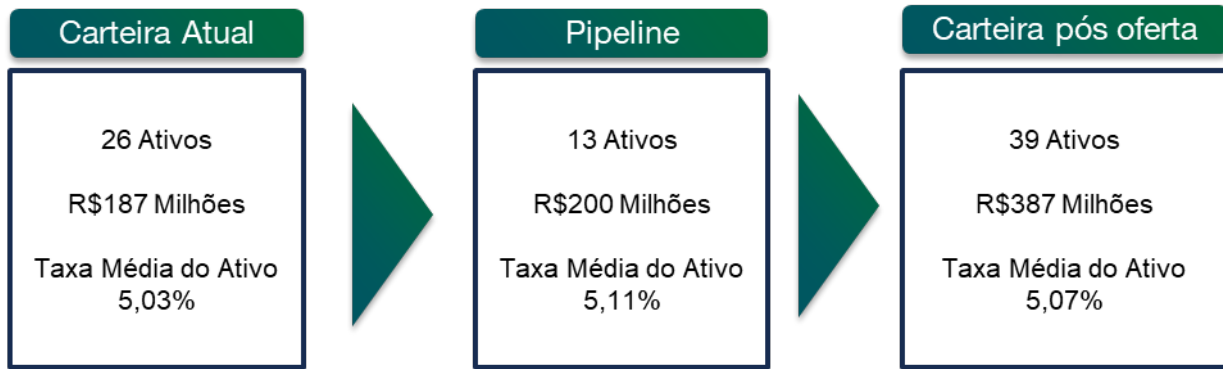 Carteira Atual
26 Ativos
R$187 Milhões
Taxa Média do Ativo
5,03%
Pipeline
13 Ativos
R$200 Milhões
Taxa Média do Ativo
5,11%
Carteira pós oferta
39 Ativos
R$387 Milhões
Taxa Média do Ativo
5,07%